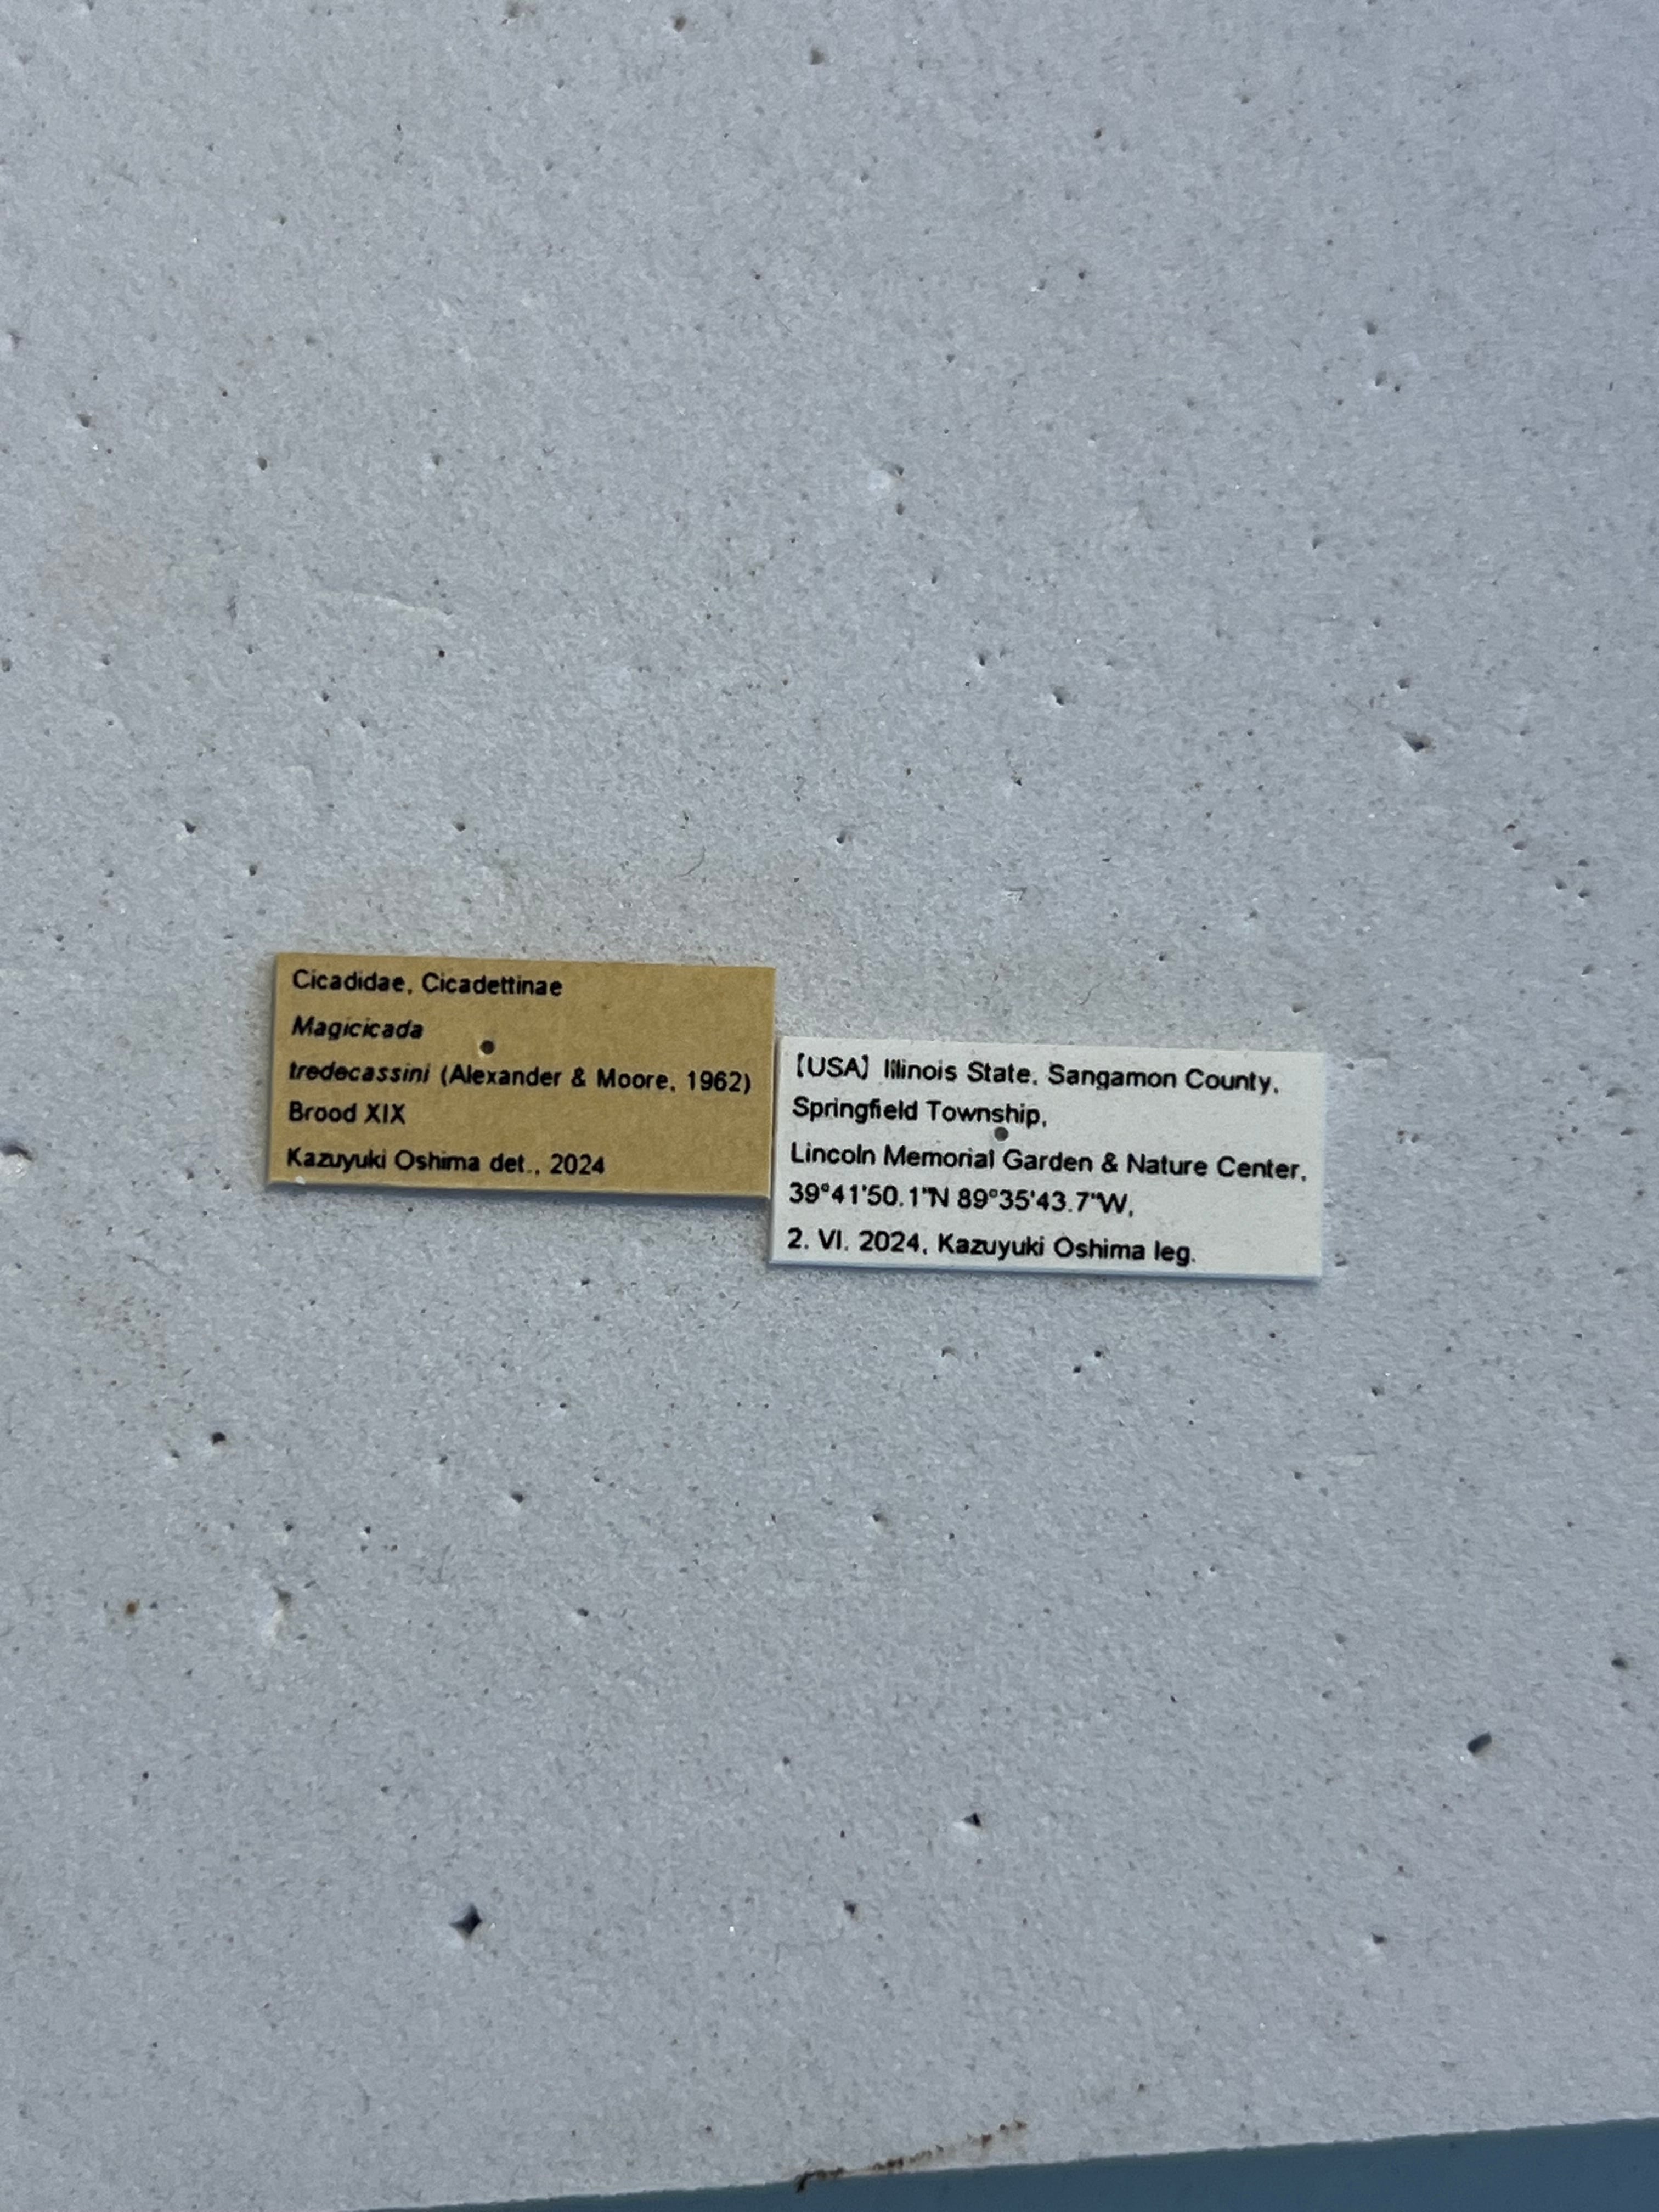 Cicadidae, Cicadettinae
Magicicada
tredecassini (Alexander & Moore, 1962)
Brood XIX
Kazuyuki Oshima det., 2024
【USA】 Illinois State, Sangamon County,
Springfield Township,
Lincoln Memorial Garden & Nature Center,
39°41'50.1"N 89°35'43.7"W,
2. VI. 2024, Kazuyuki Oshima leg.